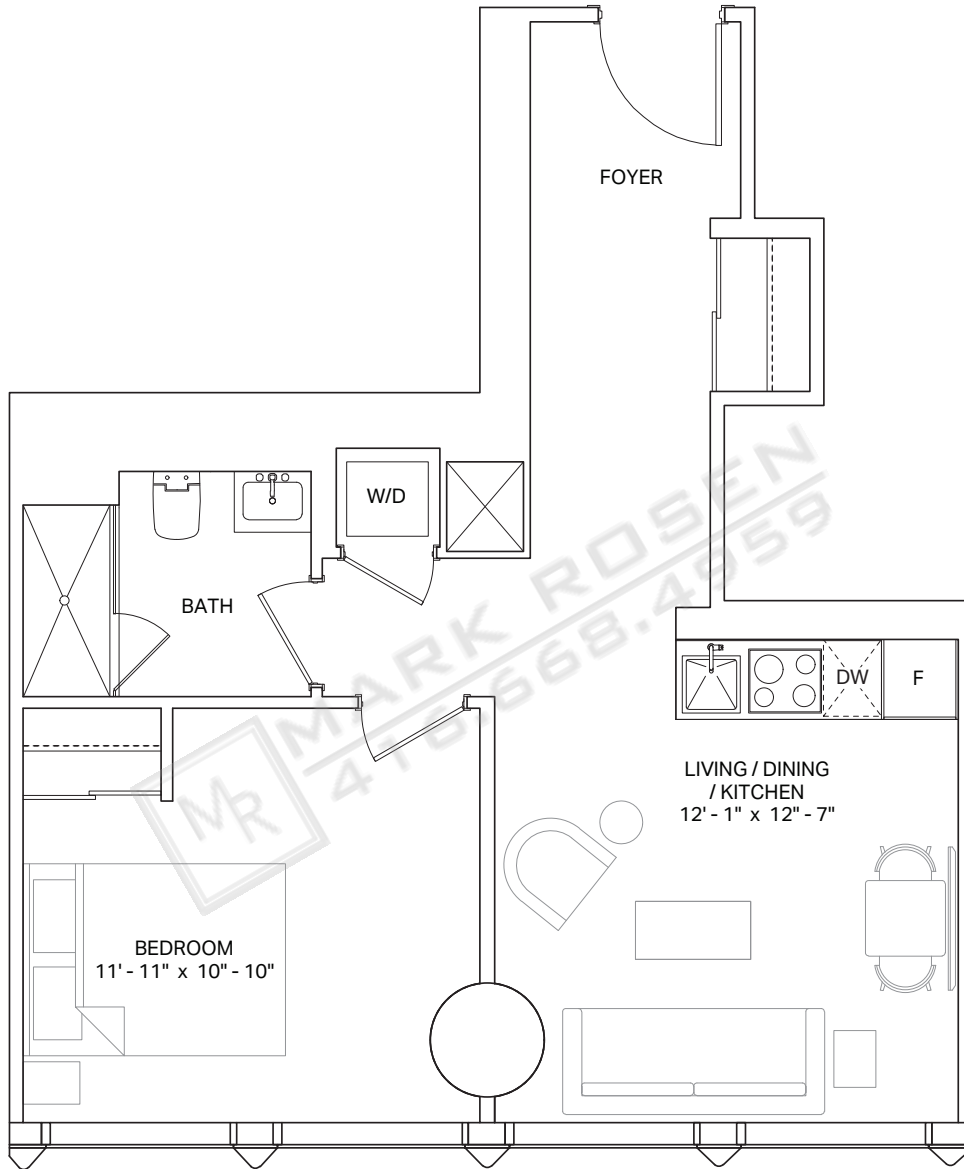 FOYER
W/D
BATH
DW
F
LIVING / DINING
/ KITCHEN
12' - 1" x 12" - 7"
BEDROOM
11' - 11" x 10" - 10"
MR
MARK ROSEN
416.668.4959